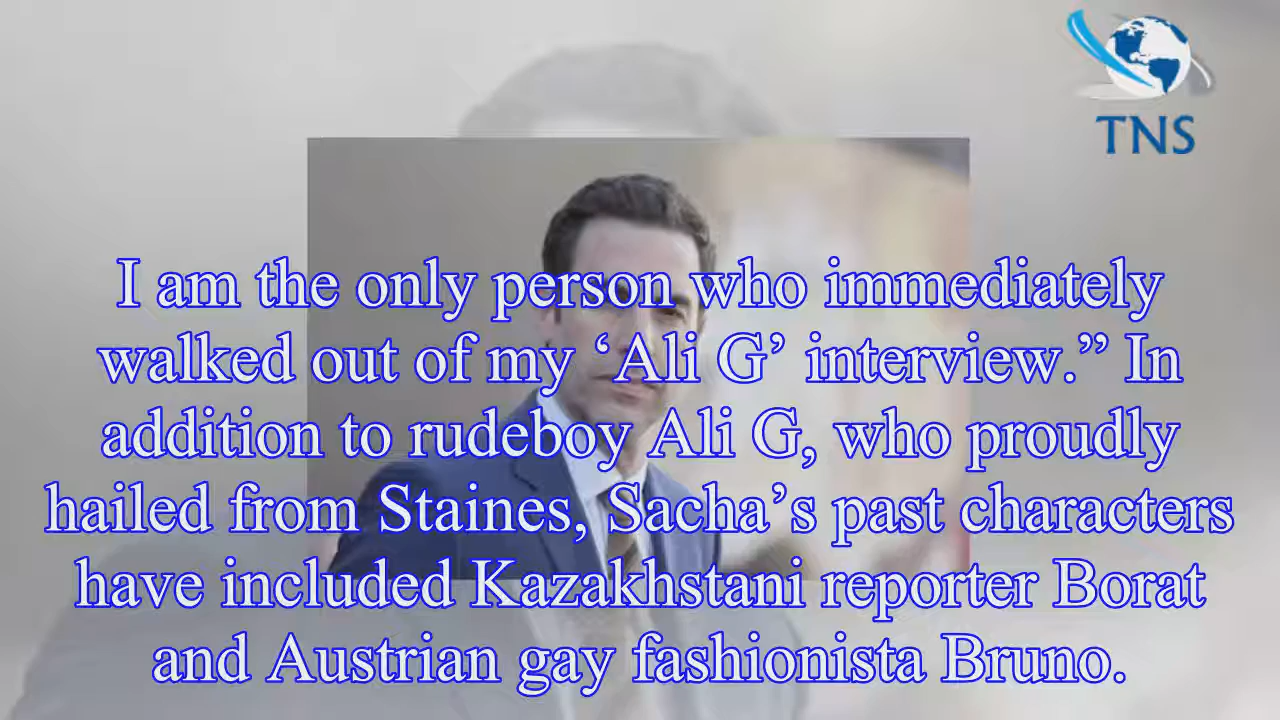 TNS
I am the only person who immediately
walked out of my ‘Ali G’ interview.” In
addition to rudeboy Ali G, who proudly
hailed from Staines, Sacha’s past characters
have included Kazakhstani reporter Borat
and Austrian gay fashionista Bruno.